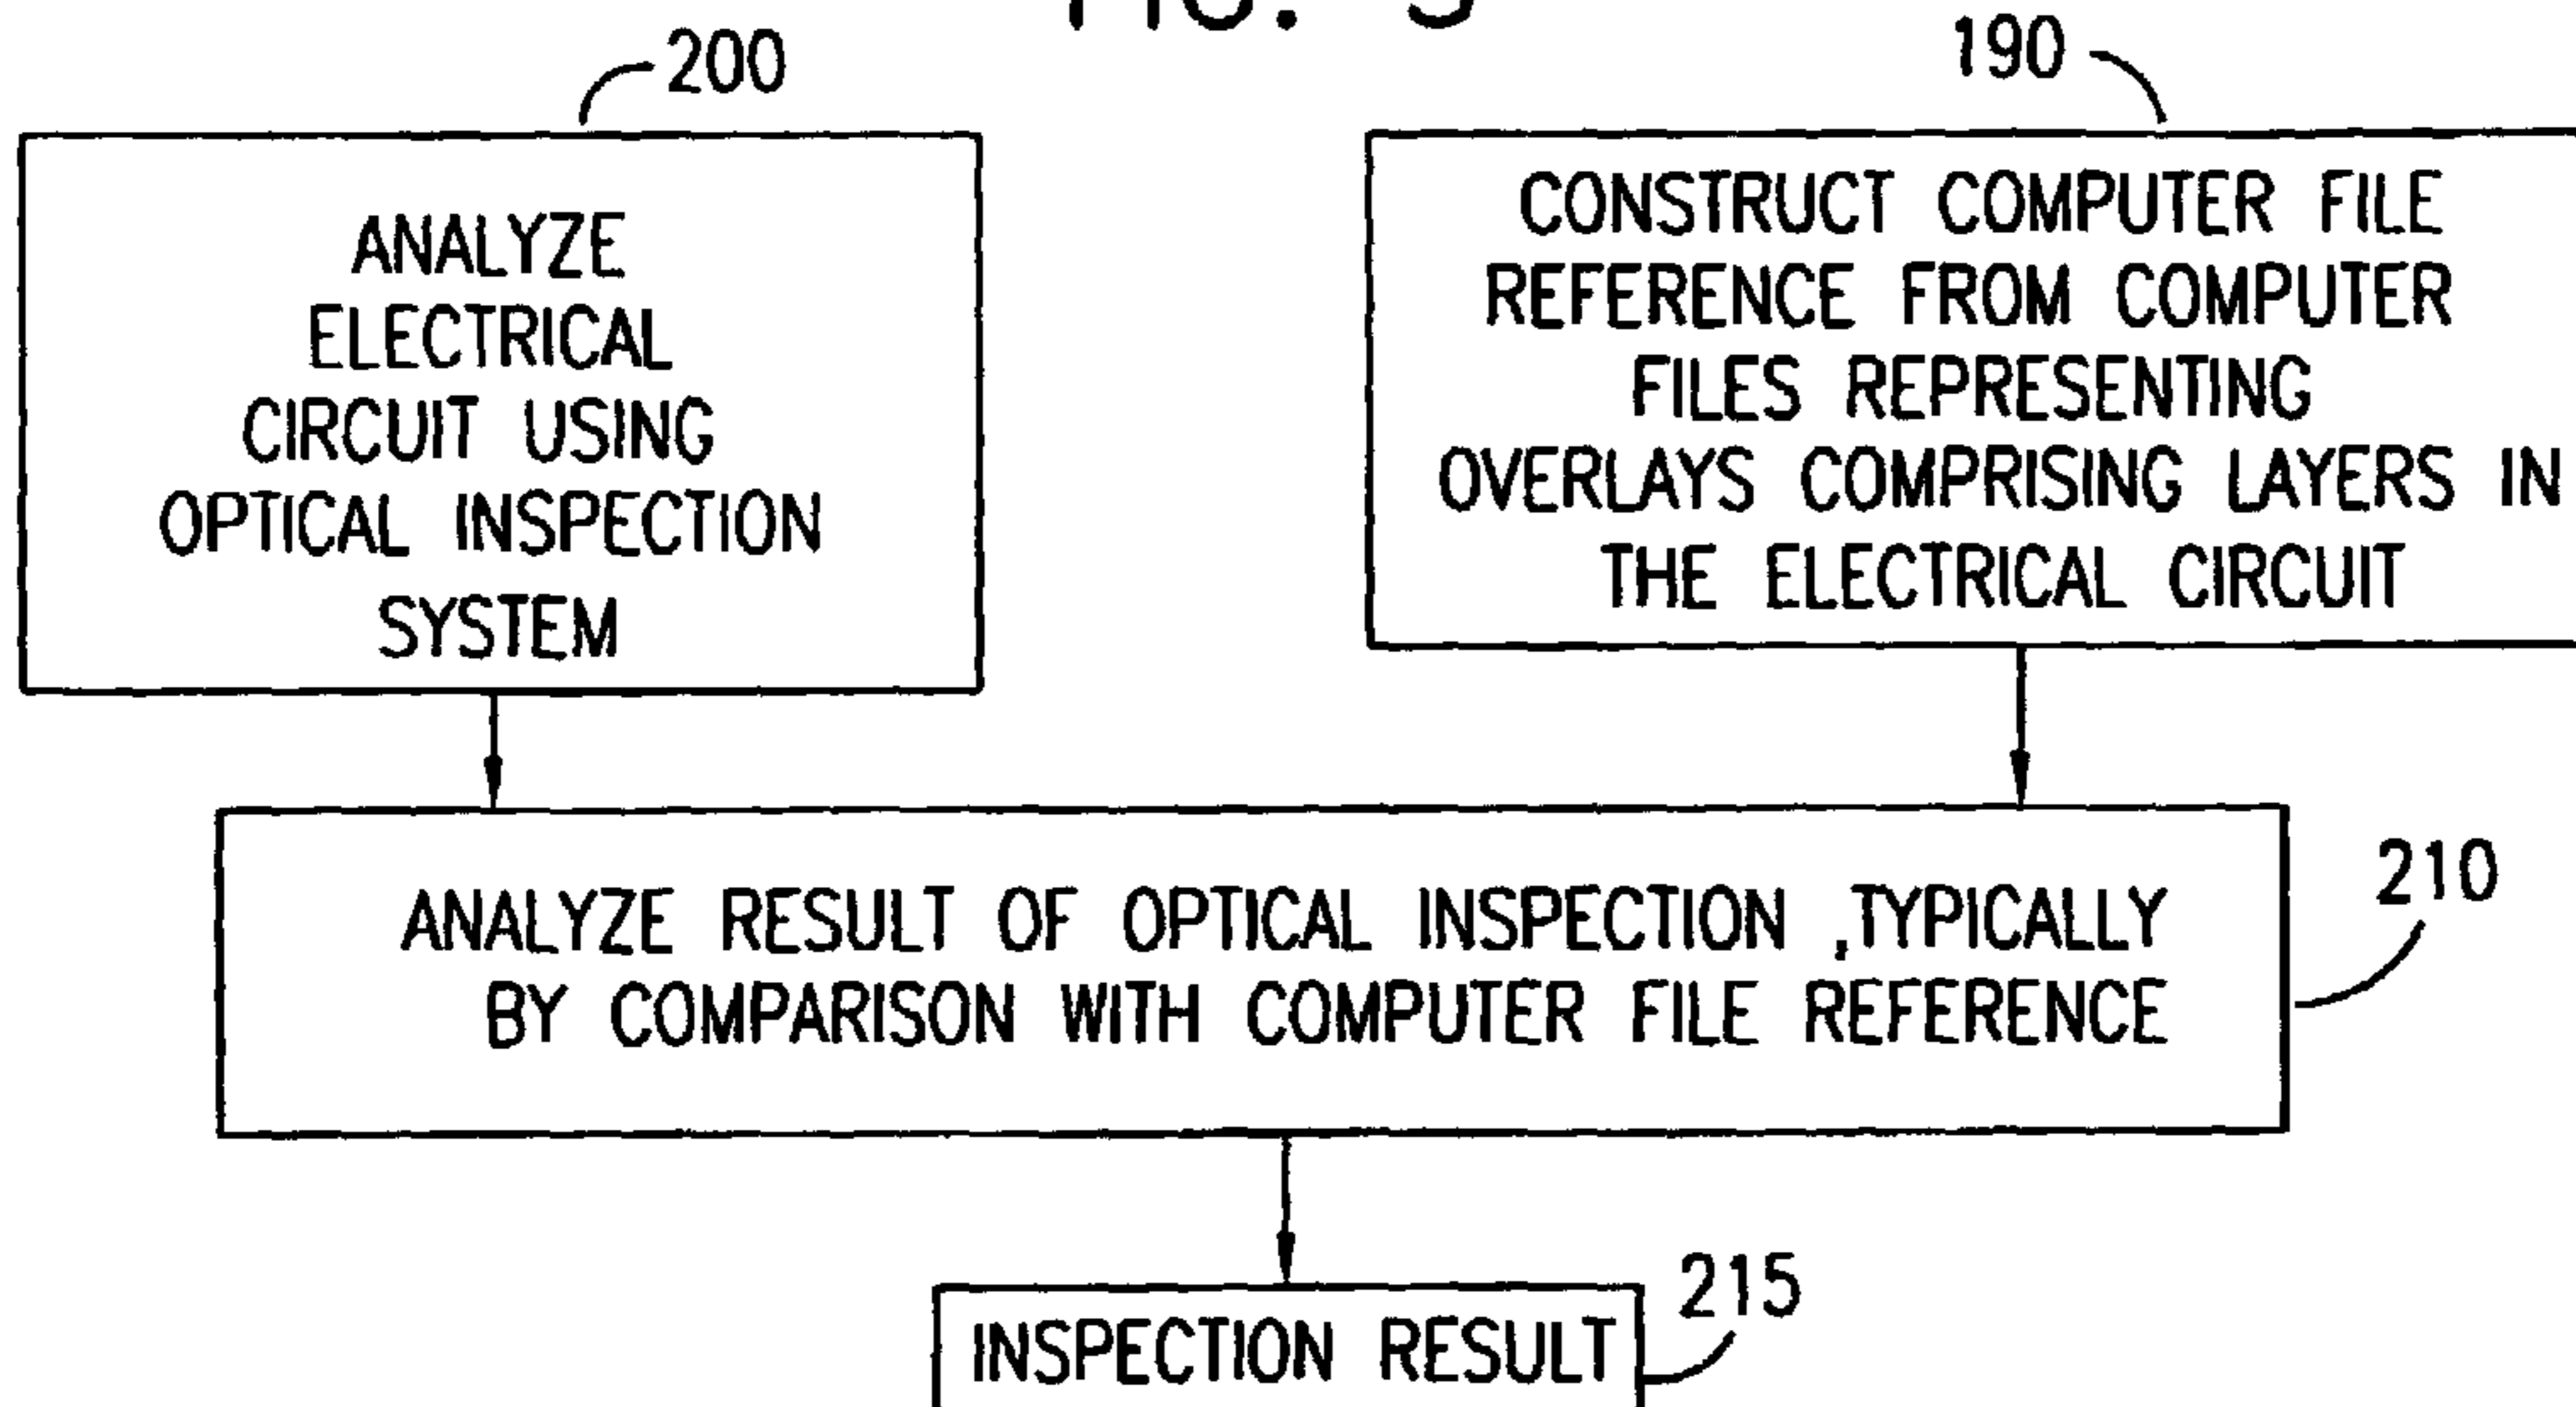 200
190
ANALYZE
ELECTRICAL
CIRCUIT USING
OPTICAL INSPECTION
SYSTEM
CONSTRUCT COMPUTER FILE
REFERENCE FROM COMPUTER
FILES REPRESENTING
OVERLAYS COMPRISING LAYERS IN
THE ELECTRICAL CIRCUIT
ANALYZE RESULT OF OPTICAL INSPECTION ,TYPICALLY
BY COMPARISON WITH COMPUTER FILE REFERENCE
210
215
INSPECTION RESULT